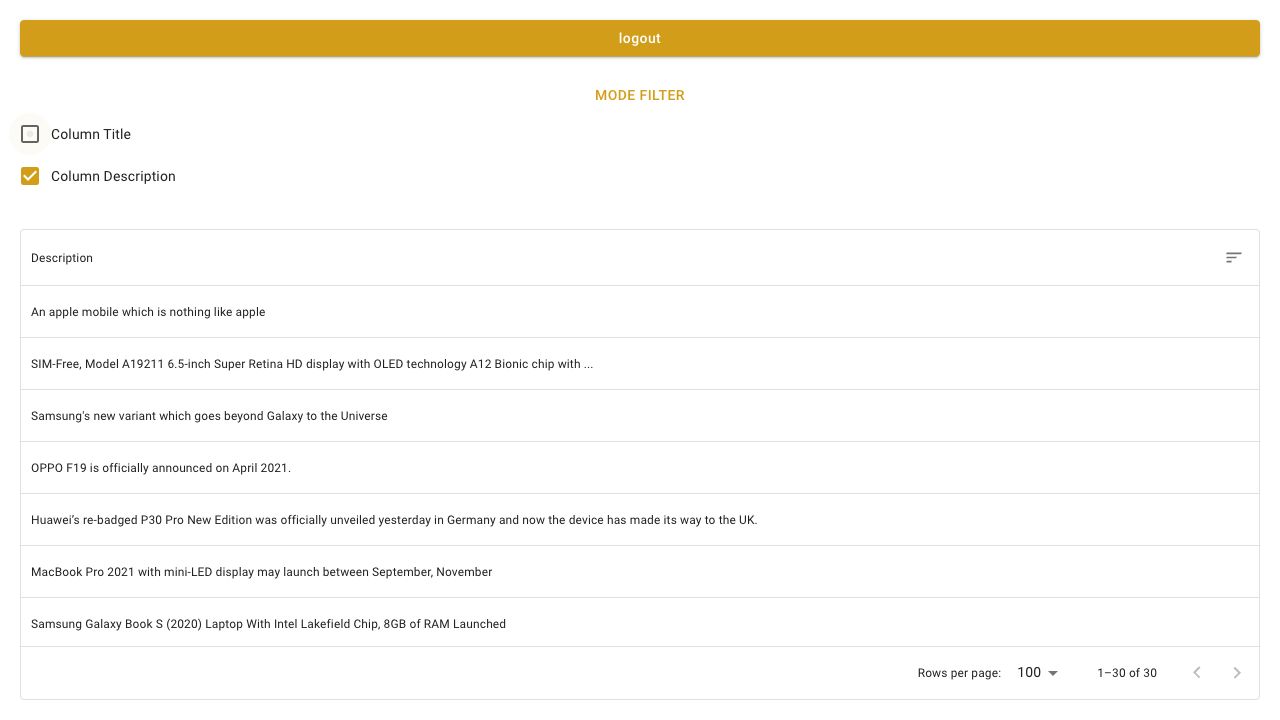 logout
MODE FILTER
Column Title
Column Description
Description
An apple mobile which is nothing like apple
SIM-Free, Model A19211 6.5-inch Super Retina HD display with OLED technology A12 Bionic chip with ...
Samsung's new variant which goes beyond Galaxy to the Universe
OPPO F19 is officially announced on April 2021.
Huawei’s re-badged P30 Pro New Edition was officially unveiled yesterday in Germany and now the device has made its way to the UK.
MacBook Pro 2021 with mini-LED display may launch between September, November
Samsung Galaxy Book S (2020) Laptop With Intel Lakefield Chip, 8GB of RAM Launched
Rows per page: 100 1–30 of 30